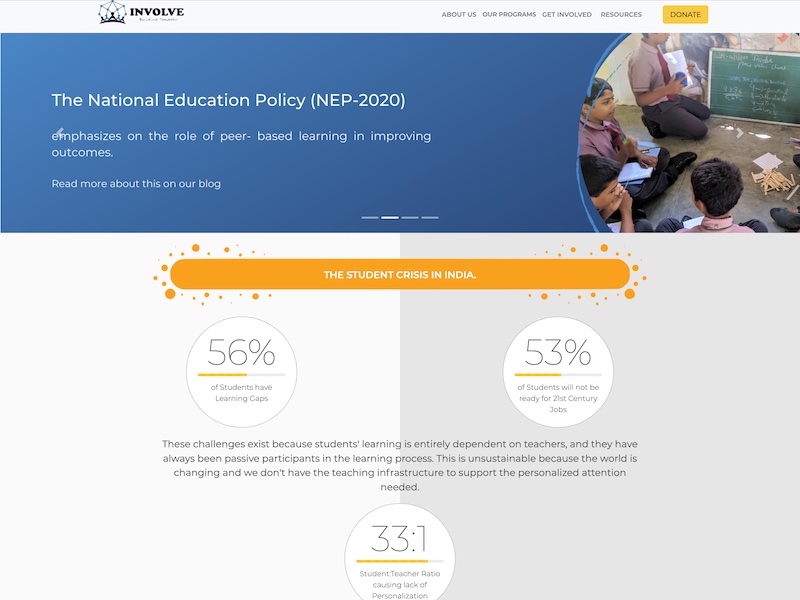 INVOLVE
ABOUT US OUR PROGRAMS GET INVOLVED RESOURCES DONATE
The National Education Policy (NEP-2020)
emphasizes on the role of peer- based learning in improving
outcomes.
Read more about this on our blog
THE STUDENT CRISIS IN INDIA.
56%
of Students have
Learning Gaps
53%
of Students will not be
ready for 21st Century
Jobs
These challenges exist because students' learning is entirely dependent on teachers, and they have
always been passive participants in the learning process. This is unsustainable because the world is
changing and we don't have the teaching infrastructure to support the personalized attention
needed.
33:1
Student:Teacher Ratio
causing lack of
Personalization